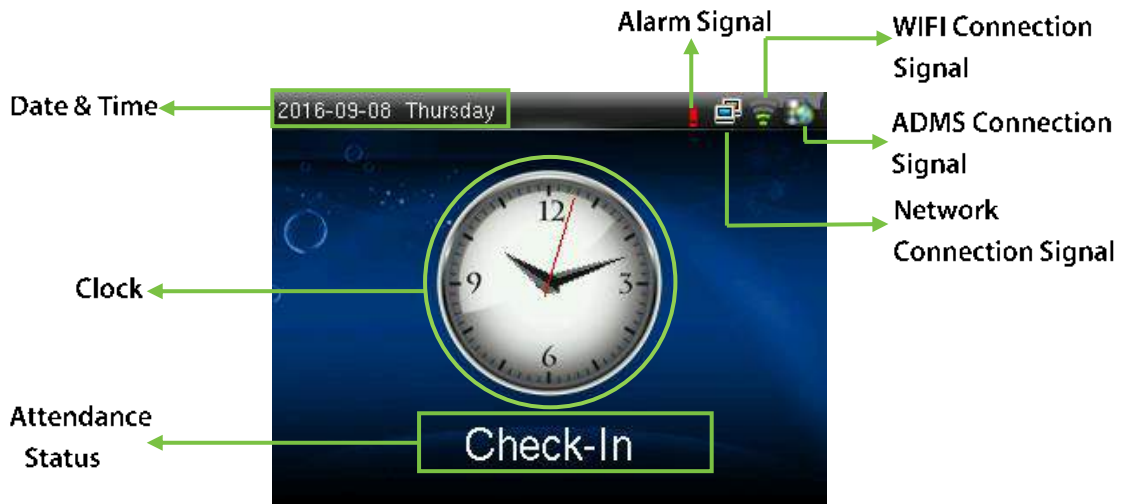 Alarm Signal
WIFI Connection
Signal
Date & Time
2016-09-08 Thursday
ADMS Connection
Signal
12
Network
Connection Signal
Clock
9
3
6
Attendance
Status
Check-In